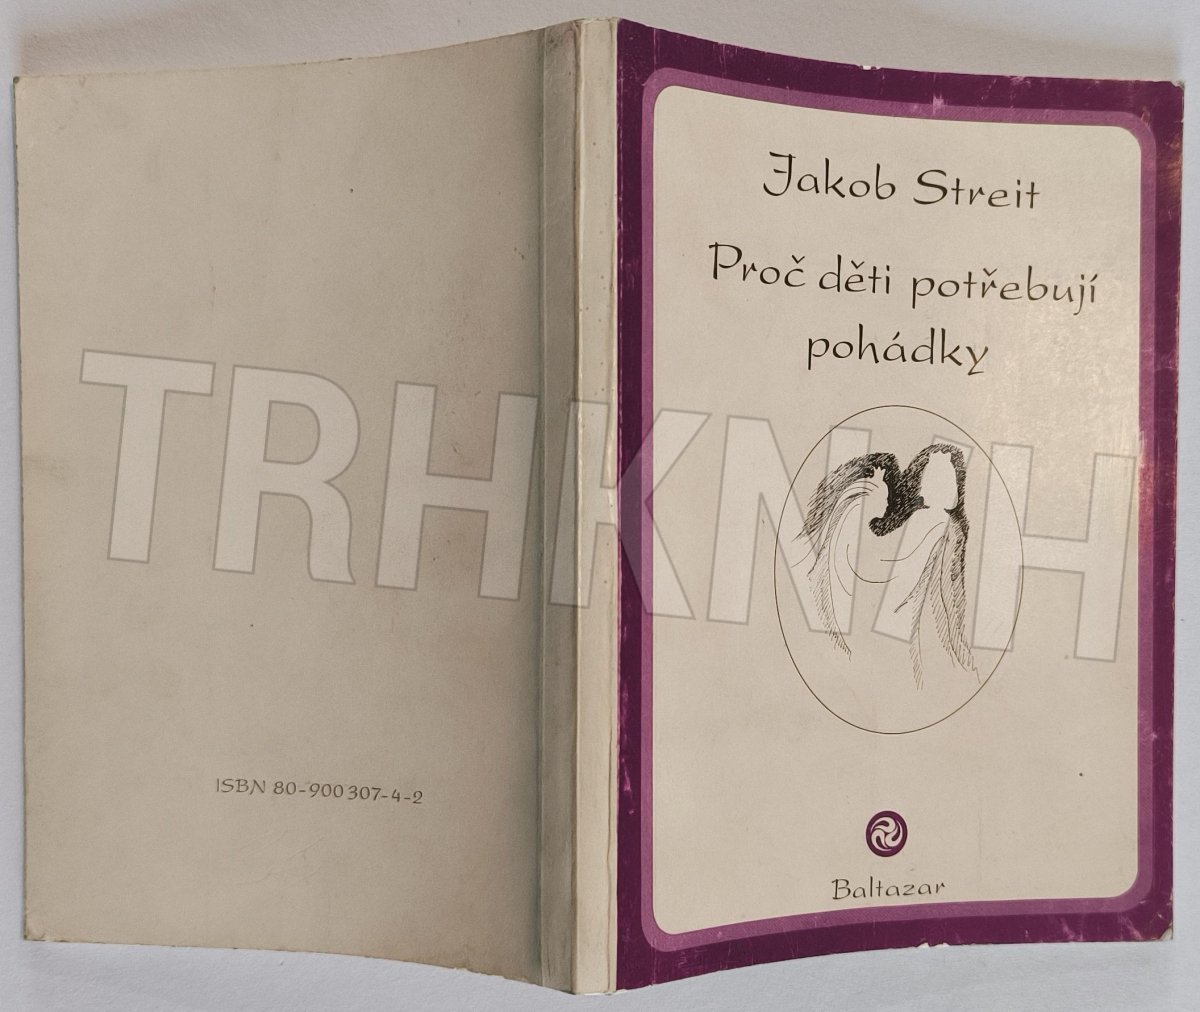 ISBN 80-900307-4-2
Jakob Streit
Proč děti potřebují
pohádky
Baltazar
TRHKNIH